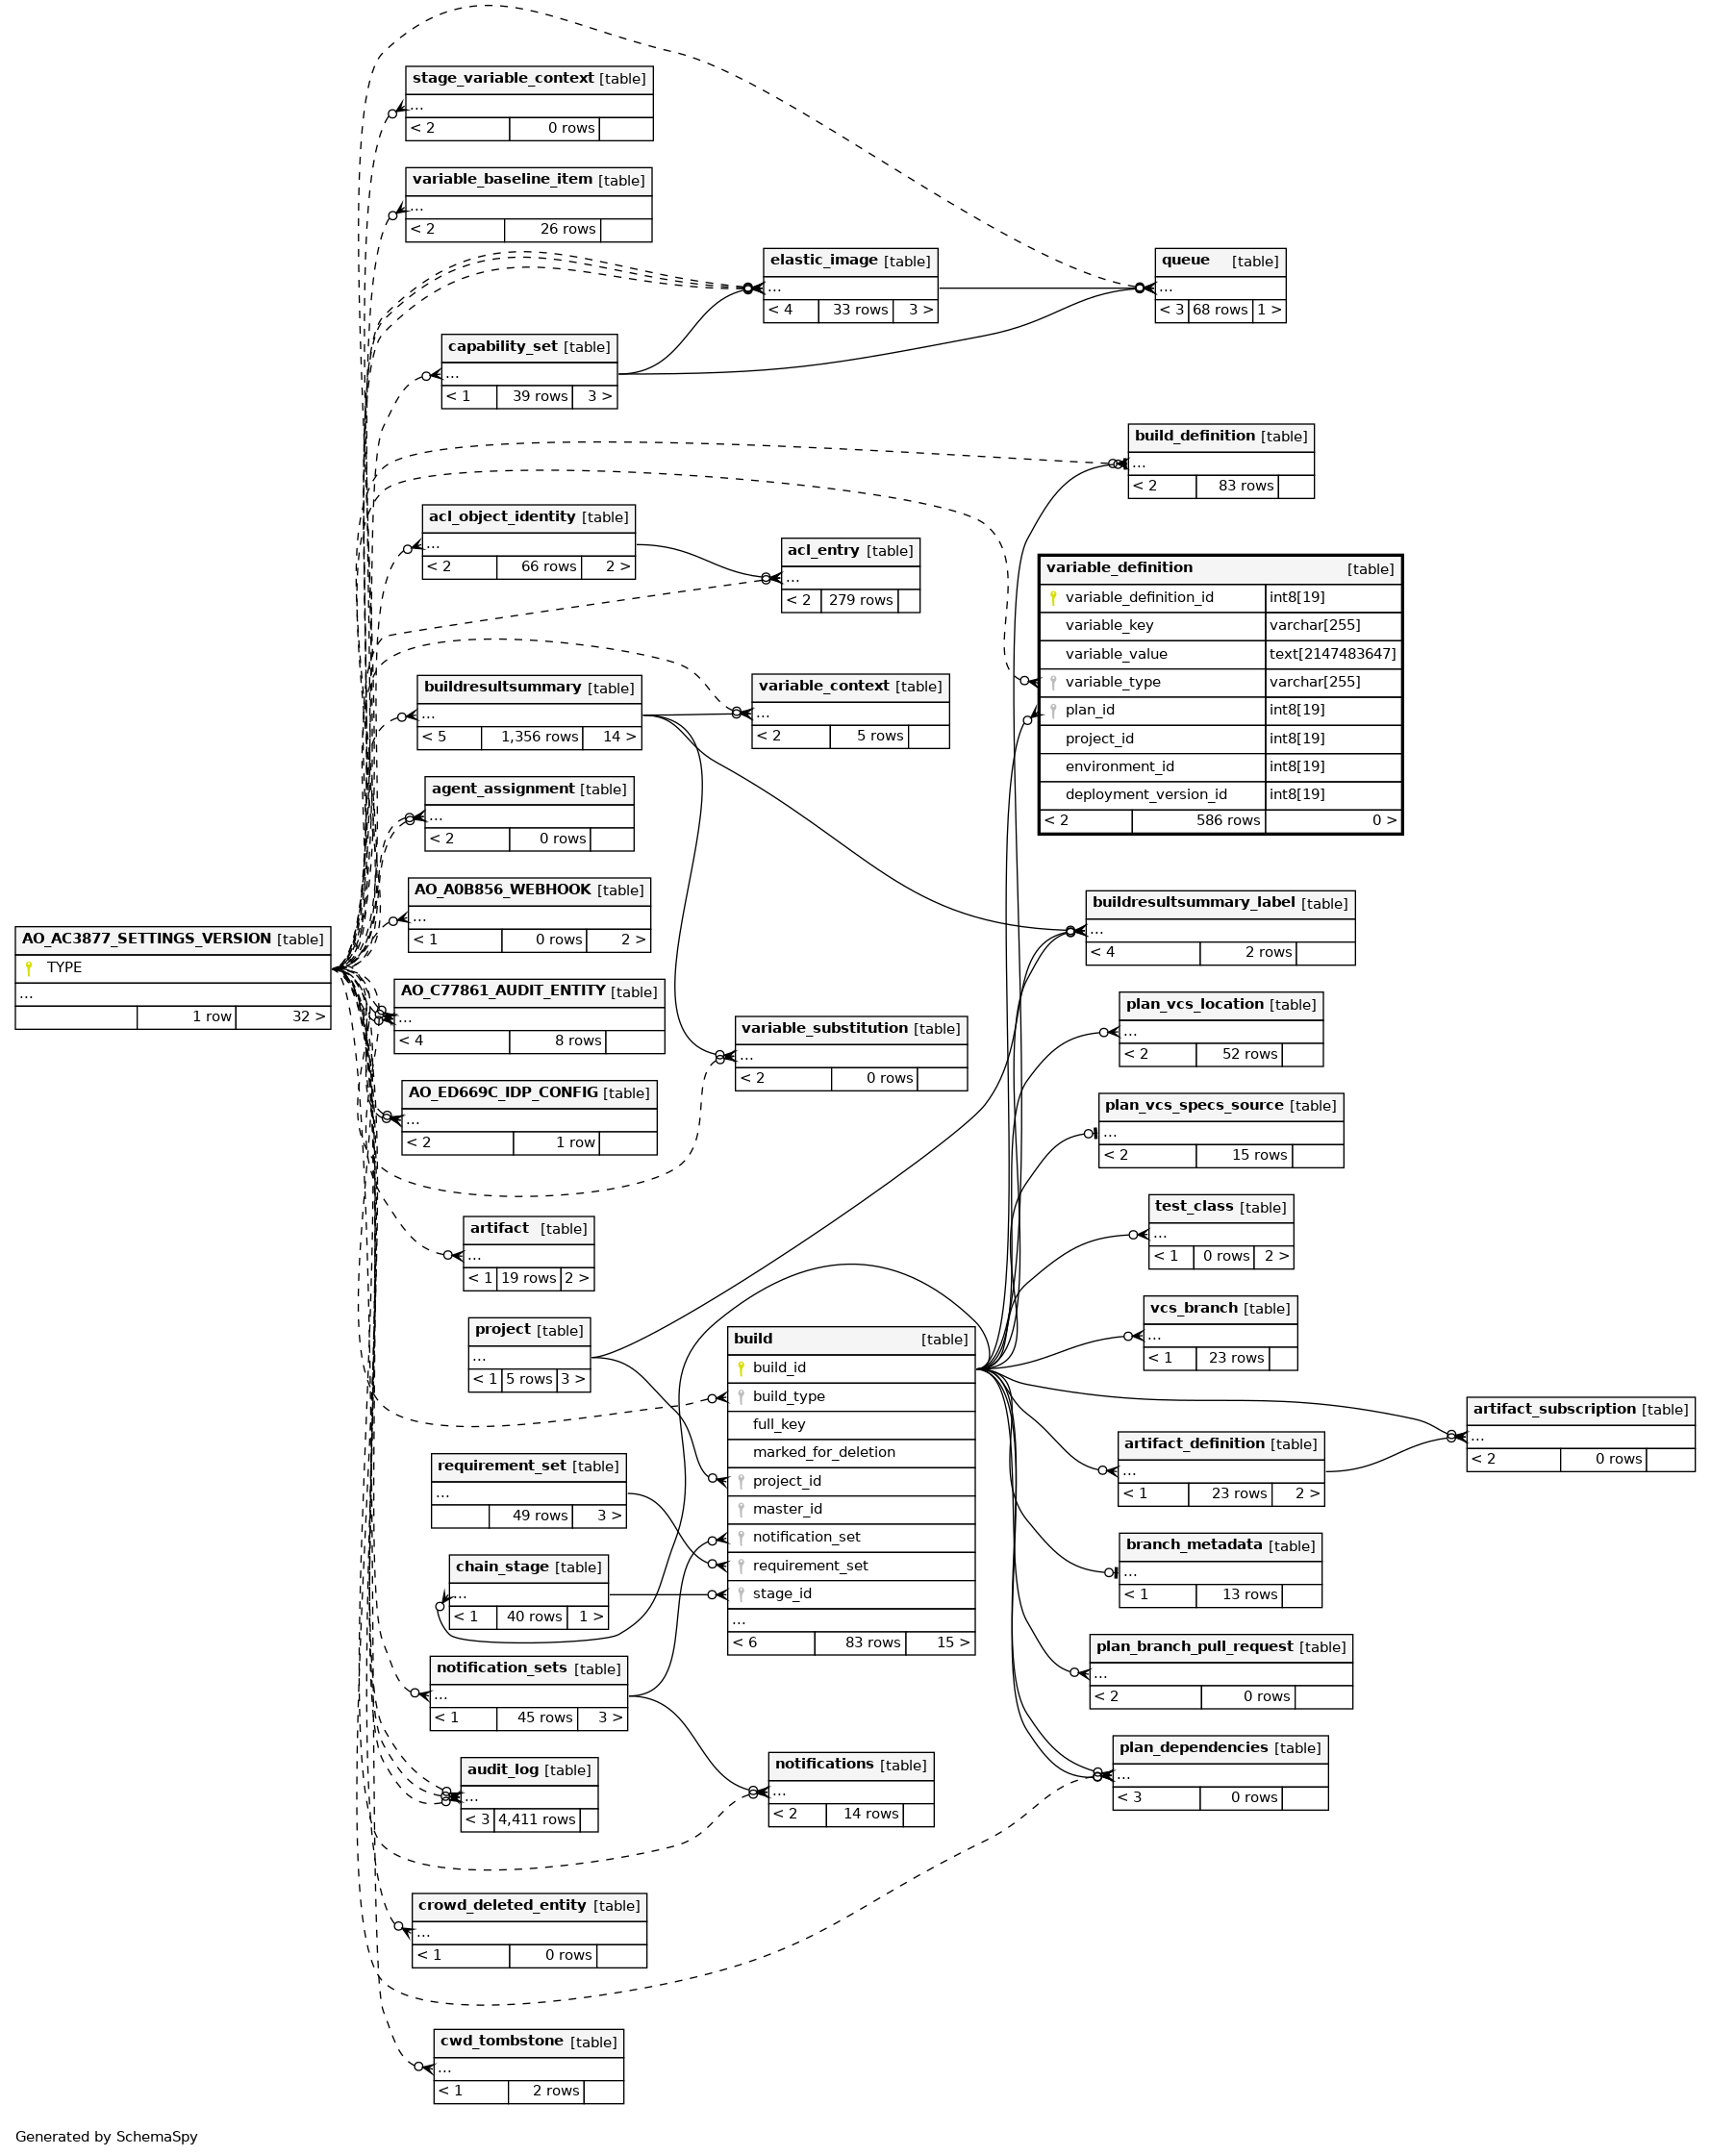 stage_variable_context [table]
...
< 2 0 rows
variable_baseline_item [table]
...
< 2 26 rows
elastic_image [table]
...
< 4 33 rows 3 >
queue [table]
...
< 3 68 rows 1 >
capability_set [table]
...
< 1 39 rows 3 >
build_definition [table]
...
< 2 83 rows
acl_object_identity [table]
...
< 2 66 rows 2 >
acl_entry [table]
...
< 2 279 rows
variable_definition [table]
variable_definition_id int8[19]
variable_key varchar[255]
variable_value text[2147483647]
variable_type varchar[255]
plan_id int8[19]
project_id int8[19]
environment_id int8[19]
deployment_version_id int8[19]
< 2 586 rows 0 >
buildresultsummary [table]
...
< 5 1,356 rows 14 >
variable_context [table]
...
< 2 5 rows
agent_assignment [table]
...
< 2 0 rows
AO_A0B856_WEBHOOK [table]
...
< 1 0 rows 2 >
buildresultsummary_label [table]
...
< 4 2 rows
AO_AC3877_SETTINGS_VERSION [table]
TYPE
...
1 row 32 >
AO_C77861_AUDIT_ENTITY [table]
...
< 4 8 rows
plan_vcs_location [table]
...
< 2 52 rows
variable_substitution [table]
...
< 2 0 rows
AO_ED669C_IDP_CONFIG [table]
...
< 2 1 row
plan_vcs_specs_source [table]
...
< 2 15 rows
test_class [table]
...
< 1 0 rows 2 >
artifact [table]
...
< 1 19 rows 2 >
vcs_branch [table]
...
< 1 23 rows
project [table]
...
< 1 5 rows 3 >
build [table]
build_id
build_type
full_key
marked_for_deletion
project_id
master_id
notification_set
requirement_set
stage_id
...
< 6 83 rows 15 >
artifact_subscription [table]
...
< 2 0 rows
artifact_definition [table]
...
< 1 23 rows 2 >
requirement_set [table]
...
49 rows 3 >
branch_metadata [table]
...
< 1 13 rows
chain_stage [table]
...
< 1 40 rows 1 >
plan_branch_pull_request [table]
...
< 2 0 rows
notification_sets [table]
...
< 1 45 rows 3 >
plan_dependencies [table]
...
< 3 0 rows
audit_log [table]
...
< 3 4,411 rows
notifications [table]
...
< 2 14 rows
crowd_deleted_entity [table]
...
< 1 0 rows
cwd_tombstone [table]
...
< 1 2 rows
Generated by SchemaSpy